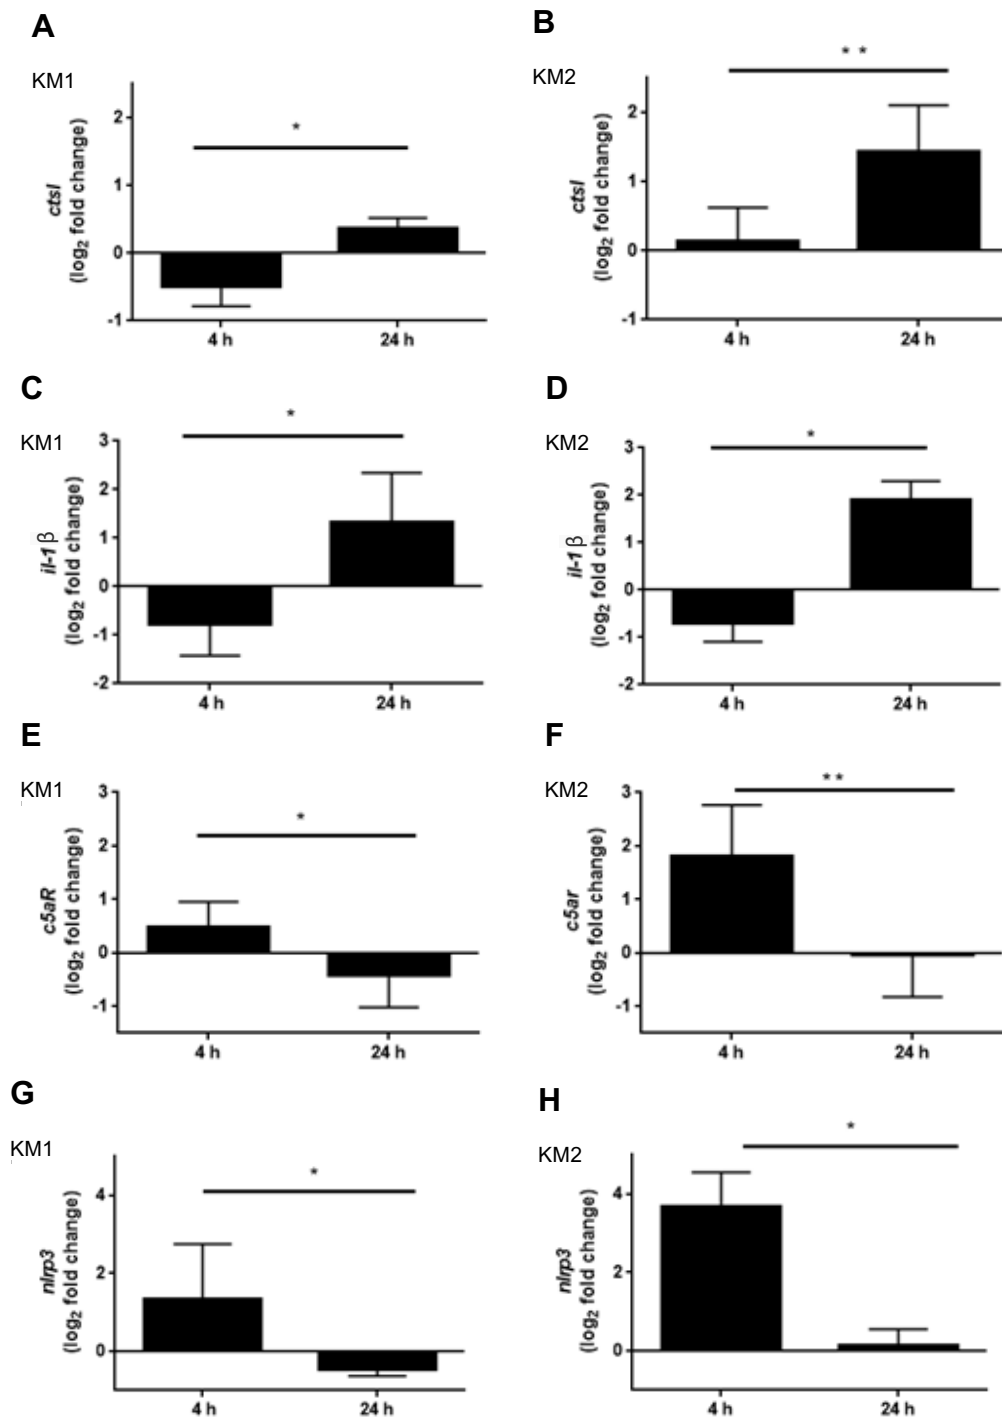 A
KM1
*
ctsl
(log2 fold change)
2
1
0
-1
4 h
24 h
B
KM2
* *
ctsl
(log2 fold change)
2
1
0
-1
4 h
24 h
C
KM1
*
il-1β
(log2 fold change)
3
2
1
0
-1
-2
4 h
24 h
D
KM2
*
il-1β
(log2 fold change)
3
2
1
0
-1
-2
4 h
24 h
E
KM1
*
c5aR
(log2 fold change)
3
2
1
0
-1
4 h
24 h
F
KM2
**
c5ar
(log2 fold change)
3
2
1
0
-1
4 h
24 h
G
KM1
*
nlrp3
(log2 fold change)
4
2
0
4 h
24 h
H
KM2
*
nlrp3
(log2 fold change)
4
2
0
4 h
24 h